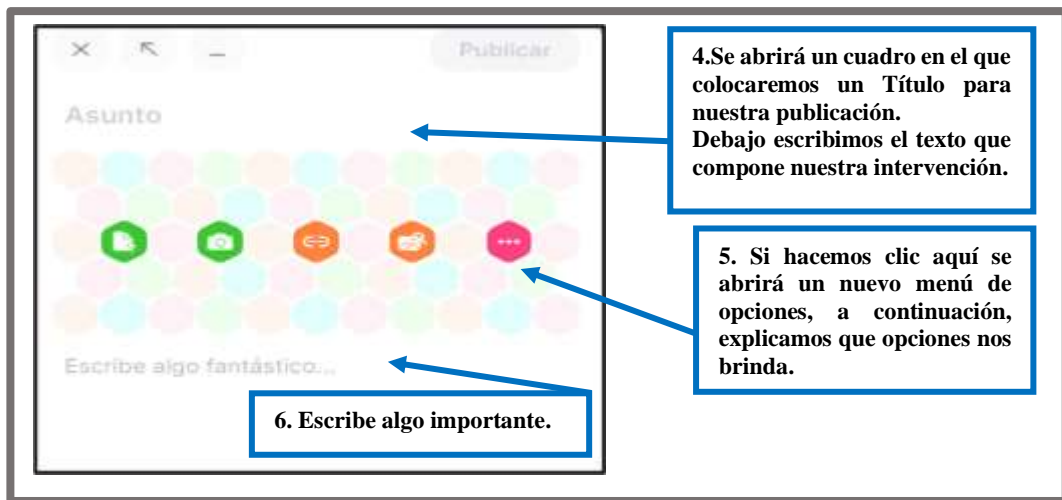 Publicar
Asunto
Escribe algo fantástico...
4.Se abrirá un cuadro en el que
colocaremos un Título para
nuestra publicación.
Debajo escribimos el texto que
compone nuestra intervención.
5. Si hacemos clic aquí se
abrirá un nuevo menú de
opciones, a continuación,
explicamos que opciones nos
brinda.
6. Escribe algo importante.